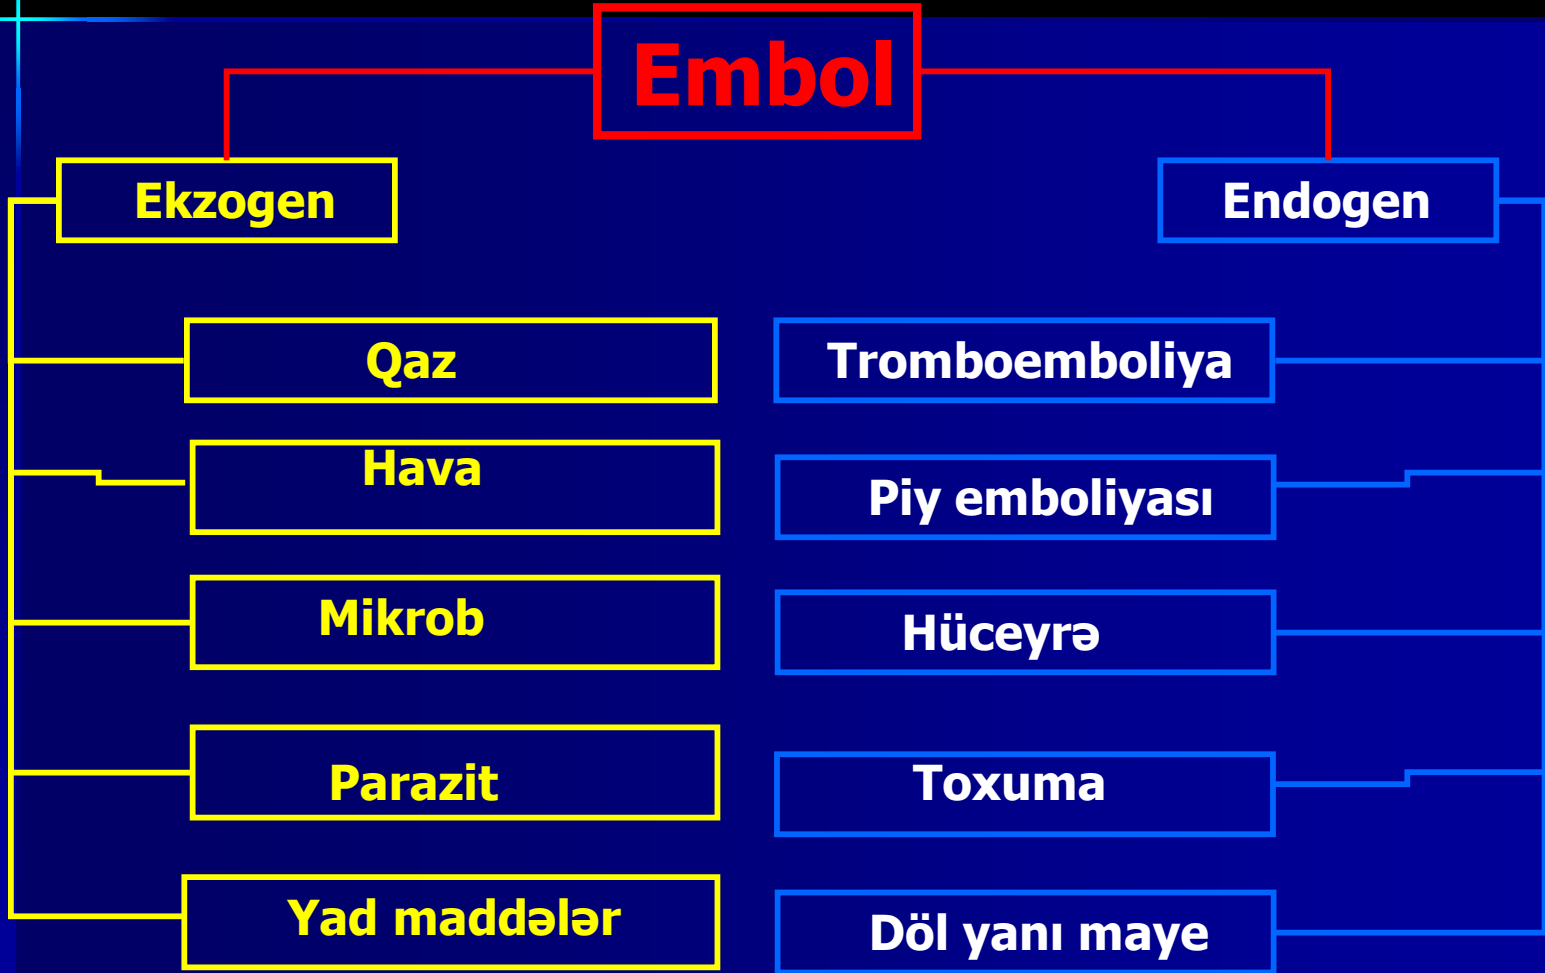 Embol
Ekzogen
Endogen
Qaz
Tromboemboliya
Hava
Piy emboliyası
Mikrob
Hüceyrə
Parazit
Toxuma
Yad maddələr
Döl yanı maye